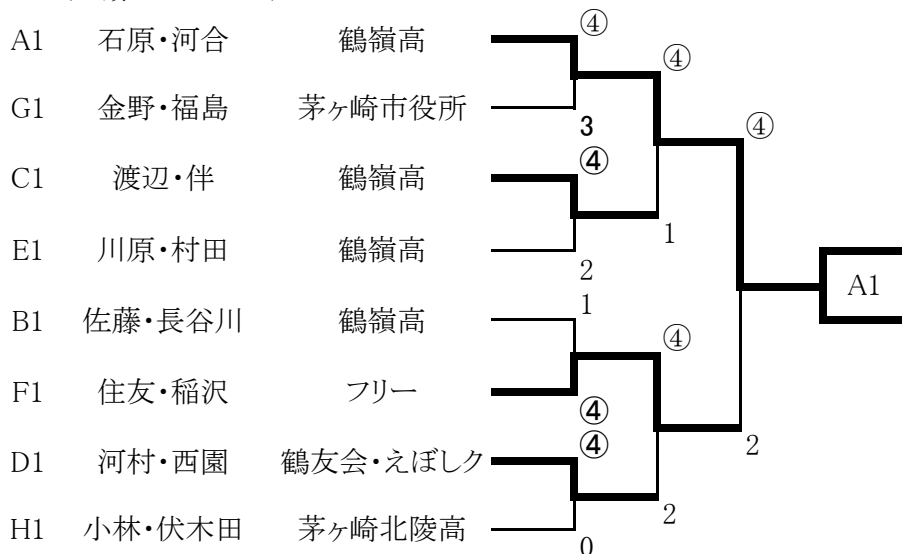 ④
A1 石原・河合 鶴嶺高
④
G1 金野・福島 茅ヶ崎市役所
3
④
④
C1 渡辺・伴 鶴嶺高
1
E1 川原・村田 鶴嶺高
2
A1
1
B1 佐藤・長谷川 鶴嶺高
④
F1 住友・稲沢 フリー
④
④
2
D1 河村・西園 鶴友会・えぼしク
2
H1 小林・伏木田 茅ヶ崎北陵高
0